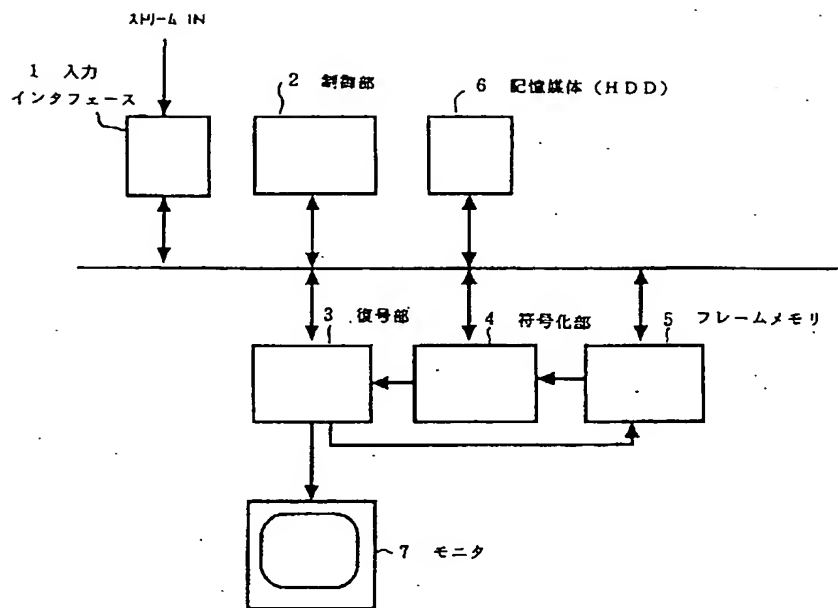 ストリーム IN
1 入力
インタフェース
2 制御部
6 記憶媒体（HDD）
3 復号部
4 符号化部
5 フレームメモリ
7 モニタ